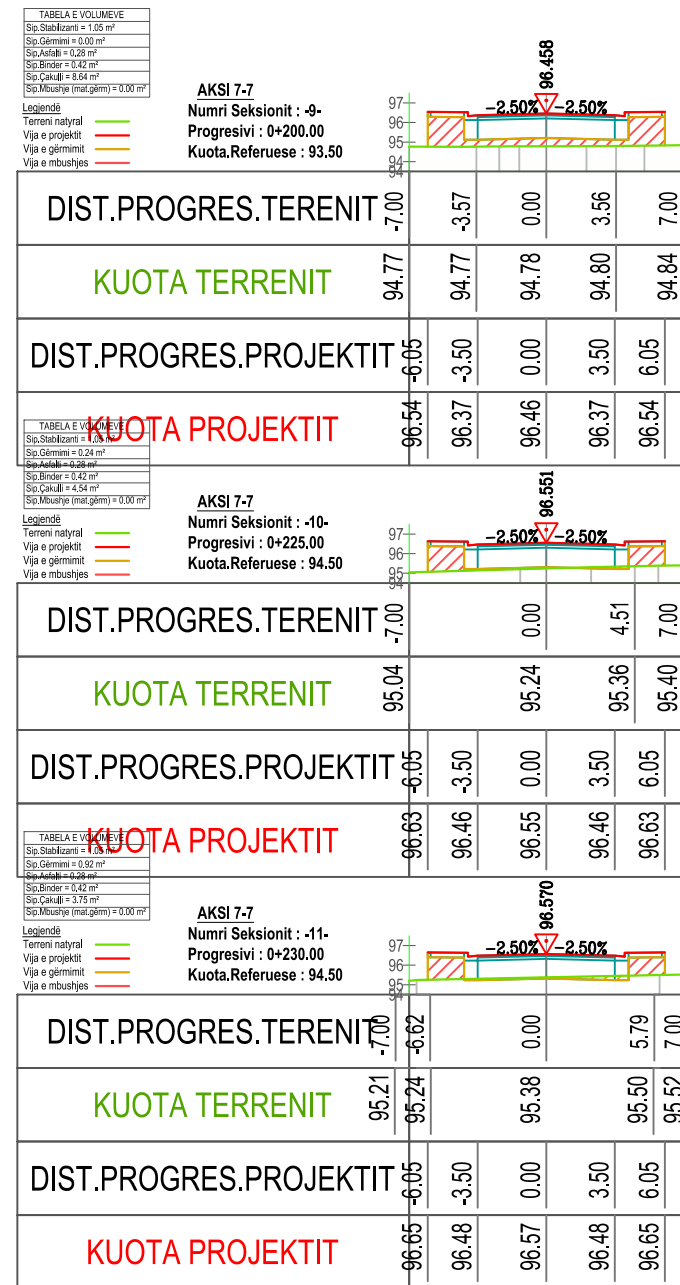 TABELA E VOLUMEVE
Sip.Stabilizanti = 1.05 m²
Sip.Gërmimi = 0.00 m²
Sip.Asfalti = 0.28 m²
Sip.Binder = 0.42 m²
Sip.Çakulli = 8.64 m²
Sip.Mbushje (mat.gërm) = 0.00 m²
Legjendë
Terreni natyral
Vija e projektit
Vija e gërmimit
Vija e mbushjes
AKSI 7-7
Numri Seksionit : -9-
Progresivi : 0+200.00
Kuota.Referuese : 93.50
96.458
-2.50% -2.50%
97
96
95
94
94
DIST.PROGRES.TERENIT -7.00 -3.57 0.00 3.56 7.00
KUOTA TERRENIT 94.77 94.77 94.78 94.80 94.84
DIST.PROGRES.PROJEKTIT -6.05 -3.50 0.00 3.50 6.05
KUOTA PROJEKTIT 96.54 96.37 96.46 96.37 96.54
TABELA E VOLUMEVE
Sip.Stabilizanti = 1.05 m²
Sip.Gërmimi = 0.24 m²
Sip.Asfalti = 0.28 m²
Sip.Binder = 0.42 m²
Sip.Çakulli = 4.54 m²
Sip.Mbushje (mat.gërm) = 0.00 m²
Legjendë
Terreni natyral
Vija e projektit
Vija e gërmimit
Vija e mbushjes
AKSI 7-7
Numri Seksionit : -10-
Progresivi : 0+225.00
Kuota.Referuese : 94.50
96.551
-2.50% -2.50%
97
96
95
94
DIST.PROGRES.TERENIT -7.00 0.00 4.51 7.00
KUOTA TERRENIT 95.04 95.24 95.36 95.40
DIST.PROGRES.PROJEKTIT -6.05 -3.50 0.00 3.50 6.05
KUOTA PROJEKTIT 96.63 96.46 96.55 96.46 96.63
TABELA E VOLUMEVE
Sip.Stabilizanti = 1.05 m²
Sip.Gërmimi = 0.92 m²
Sip.Asfalti = 0.28 m²
Sip.Binder = 0.42 m²
Sip.Çakulli = 3.75 m²
Sip.Mbushje (mat.gërm) = 0.00 m²
Legjendë
Terreni natyral
Vija e projektit
Vija e gërmimit
Vija e mbushjes
AKSI 7-7
Numri Seksionit : -11-
Progresivi : 0+230.00
Kuota.Referuese : 94.50
96.570
-2.50% -2.50%
97
96
95
94
DIST.PROGRES.TERENIT -7.00 -6.62 0.00 5.79 7.00
KUOTA TERRENIT 95.21 95.24 95.38 95.50 95.52
DIST.PROGRES.PROJEKTIT -6.05 -3.50 0.00 3.50 6.05
KUOTA PROJEKTIT 96.65 96.48 96.57 96.48 96.65